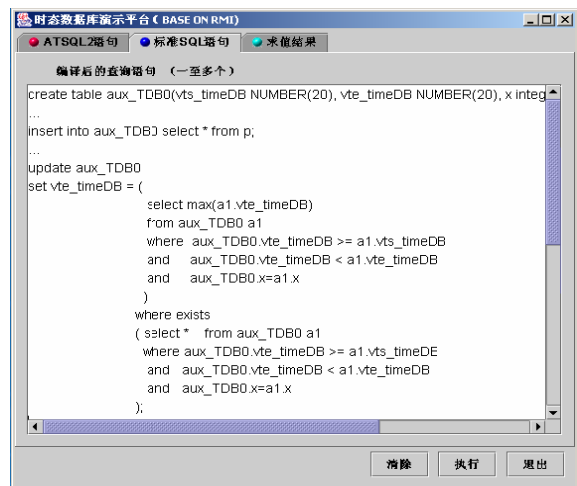 时态数据库演示平台 ( BASE ON RMI)
ATSQL2语句 标准SQL语句 求值结果
编译后的查询语句 (一至多个)
create table aux_TDB0(vts_timeDB NUMBER(20), vte_timeDB NUMBER(20), x integ
...
insert into aux_TDB0 select * from p;
...
update aux_TDB0
set vte_timeDB = (
select max(a1.vte_timeDB)
from aux_TDB0 a1
where aux_TDB0.vte_timeDB >= a1.vts_timeDB
and aux_TDB0.vte_timeDB < a1.vte_timeDB
and aux_TDB0.x=a1.x
)
where exists
( select * from aux_TDB0 a1
where aux_TDB0.vte_timeDB >= a1.vts_timeDB
and aux_TDB0.vte_timeDB < a1.vte_timeDB
and aux_TDB0.x=a1.x
);
清除 执行 退出